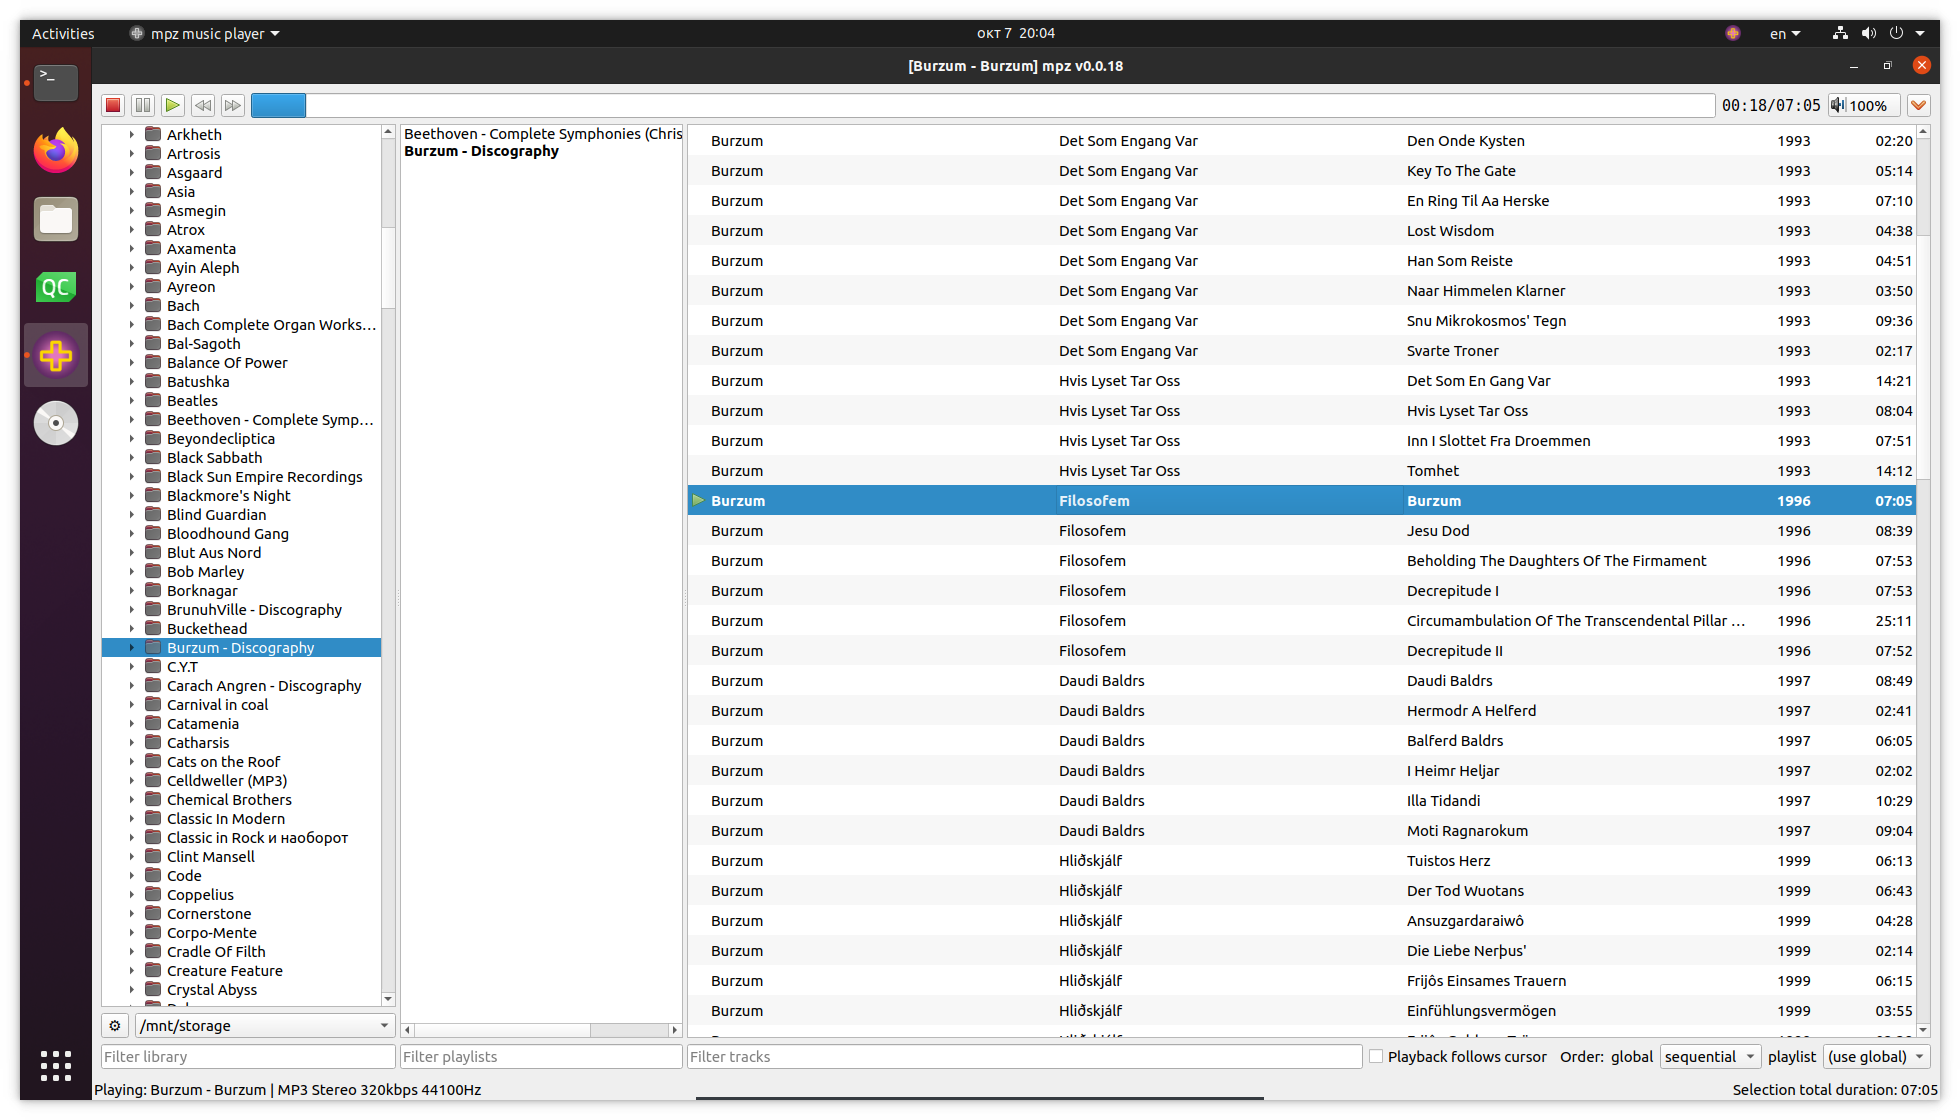 Activities
mpz music player
окт 7 20:04
en
[Burzum - Burzum] mpz v0.0.18
00:18/07:05
100%
Arkheth
Artrosis
Asgaard
Asia
Asmegin
Atrox
Axamenta
Ayin Aleph
Ayreon
Bach
Bach Complete Organ Works...
Bal-Sagoth
Balance Of Power
Batushka
Beatles
Beethoven - Complete Symp...
Beyondecliptica
Black Sabbath
Black Sun Empire Recordings
Blackmore's Night
Blind Guardian
Bloodhound Gang
Blut Aus Nord
Bob Marley
Borknagar
BrunuhVille - Discography
Buckethead
Burzum - Discography
C.Y.T
Carach Angren - Discography
Carnival in coal
Catamenia
Catharsis
Cats on the Roof
Celldweller (MP3)
Chemical Brothers
Classic In Modern
Classic in Rock и наоборот
Clint Mansell
Code
Coppelius
Cornerstone
Corpo-Mente
Cradle Of Filth
Creature Feature
Crystal Abyss
/mnt/storage
Filter library
Beethoven - Complete Symphonies (Chris
Burzum - Discography
Filter playlists
Burzum Det Som Engang Var Den Onde Kysten 1993 02:20
Burzum Det Som Engang Var Key To The Gate 1993 05:14
Burzum Det Som Engang Var En Ring Til Aa Herske 1993 07:10
Burzum Det Som Engang Var Lost Wisdom 1993 04:38
Burzum Det Som Engang Var Han Som Reiste 1993 04:51
Burzum Det Som Engang Var Naar Himmelen Klarner 1993 03:50
Burzum Det Som Engang Var Snu Mikrokosmos' Tegn 1993 09:36
Burzum Det Som Engang Var Svarte Troner 1993 02:17
Burzum Hvis Lyset Tar Oss Det Som En Gang Var 1993 14:21
Burzum Hvis Lyset Tar Oss Hvis Lyset Tar Oss 1993 08:04
Burzum Hvis Lyset Tar Oss Inn I Slottet Fra Droemmen 1993 07:51
Burzum Hvis Lyset Tar Oss Tomhet 1993 14:12
Burzum Filosofem Burzum 1996 07:05
Burzum Filosofem Jesu Dod 1996 08:39
Burzum Filosofem Beholding The Daughters Of The Firmament 1996 07:53
Burzum Filosofem Decrepitude I 1996 07:53
Burzum Filosofem Circumambulation Of The Transcendental Pillar ... 1996 25:11
Burzum Filosofem Decrepitude II 1996 07:52
Burzum Daudi Baldrs Daudi Baldrs 1997 08:49
Burzum Daudi Baldrs Hermodr A Helferd 1997 02:41
Burzum Daudi Baldrs Balferd Baldrs 1997 06:05
Burzum Daudi Baldrs I Heimr Heljar 1997 02:02
Burzum Daudi Baldrs Illa Tidandi 1997 10:29
Burzum Daudi Baldrs Moti Ragnarokum 1997 09:04
Burzum Hliðskjálf Tuistos Herz 1999 06:13
Burzum Hliðskjálf Der Tod Wuotans 1999 06:43
Burzum Hliðskjálf Ansuzgardaraiwô 1999 04:28
Burzum Hliðskjálf Die Liebe Nerþus' 1999 02:14
Burzum Hliðskjálf Frijôs Einsames Trauern 1999 06:15
Burzum Hliðskjálf Einfühlungsvermögen 1999 03:55
Filter tracks
Playback follows cursor
Order: global sequential playlist (use global)
Playing: Burzum - Burzum | MP3 Stereo 320kbps 44100Hz
Selection total duration: 07:05
QC
>_